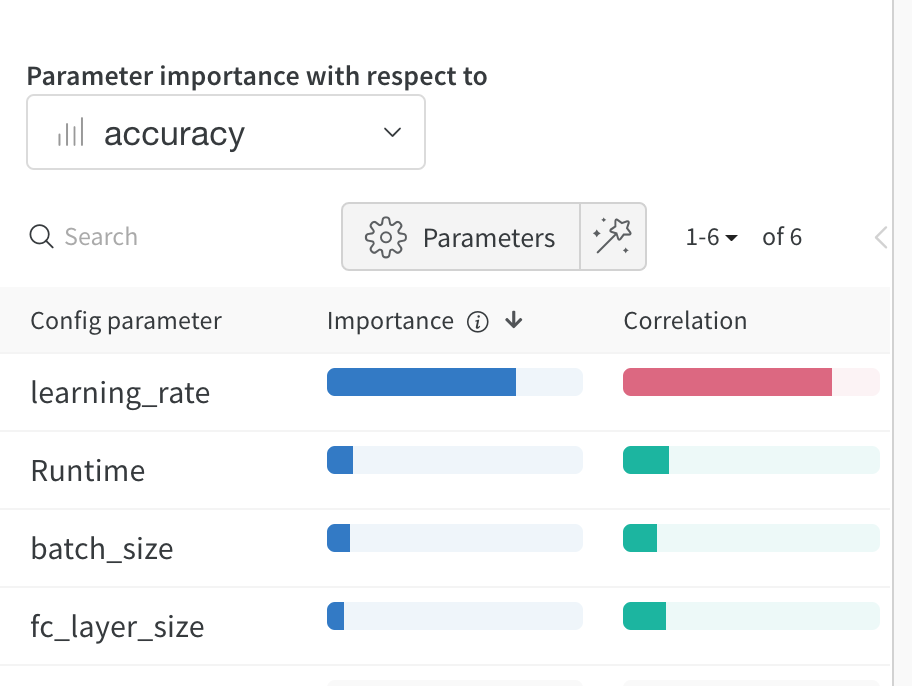 Parameter importance with respect to
accuracy
Search
Parameters
1-6
of 6
Config parameter Importance Correlation
learning_rate
Runtime
batch_size
fc_layer_size